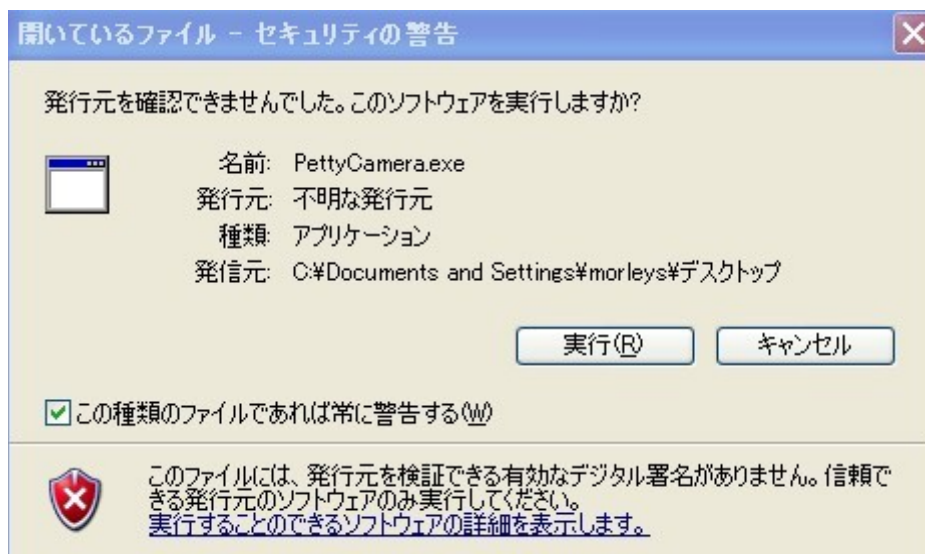 開いているファイル - セキュリティの警告
発行元を確認できませんでした。このソフトウェアを実行しますか?
名前: PettyCamera.exe
発行元: 不明な発行元
種類: アプリケーション
発信元: C:¥Documents and Settings¥morleys¥デスクトップ
実行(R) キャンセル
この種類のファイルであれば常に警告する(W)
このファイルには、発行元を検証できる有効なデジタル署名がありません。信頼で
きる発行元のソフトウェアのみ実行してください。
実行することのできるソフトウェアの詳細を表示します。